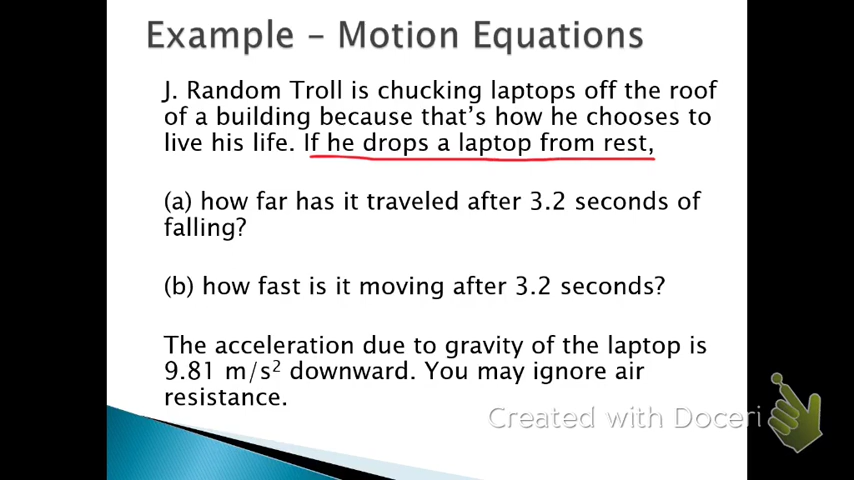 Example – Motion Equations
J. Random Troll is chucking laptops off the roof
of a building because that's how he chooses to
live his life. If he drops a laptop from rest,
(a) how far has it traveled after 3.2 seconds of
falling?
(b) how fast is it moving after 3.2 seconds?
The acceleration due to gravity of the laptop is
9.81 m/s² downward. You may ignore air
resistance.
Created with Doceri